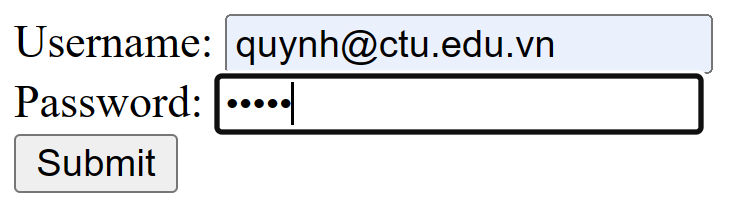 Username: quynh@ctu.edu.vn
Password: •••••
Submit